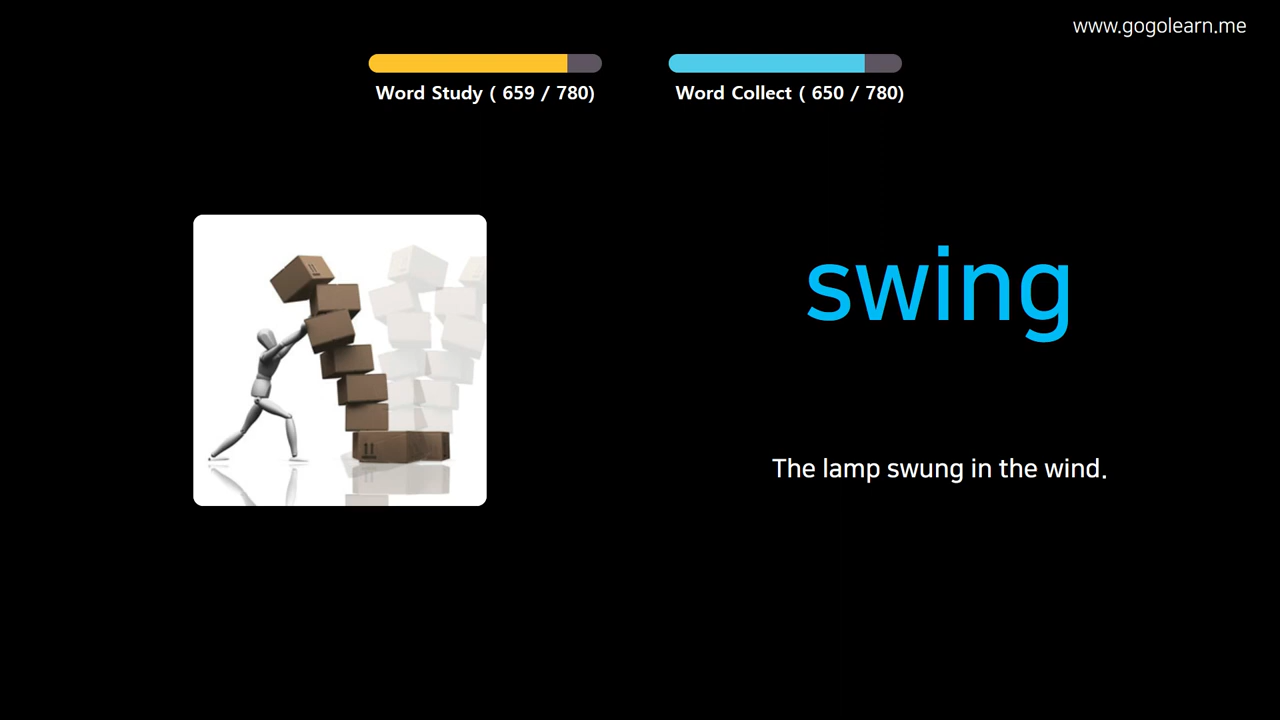 www.gogolearn.me
Word Study ( 659 / 780)
Word Collect ( 650 / 780)
swing
The lamp swung in the wind.